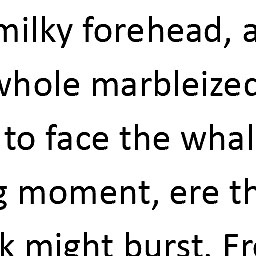 milky forehead, a
whole marbleized
to face the whal
g moment, ere th
k might burst. Fr